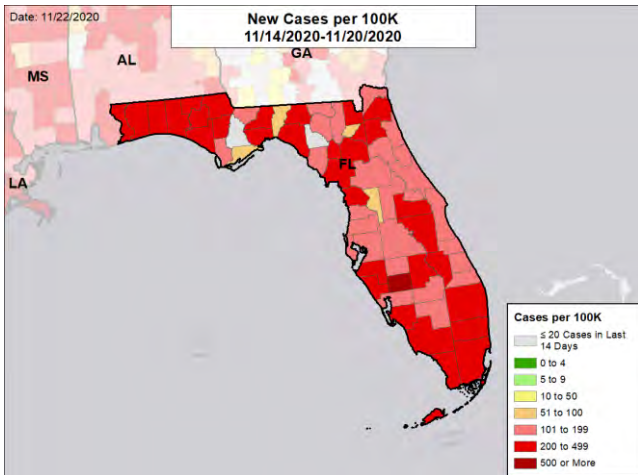 Date: 11/22/2020
New Cases per 100K
11/14/2020-11/20/2020
GA
AL
MS
LA
FL
Cases per 100K
≤ 20 Cases in Last
14 Days
0 to 4
5 to 9
10 to 50
51 to 100
101 to 199
200 to 499
500 or More